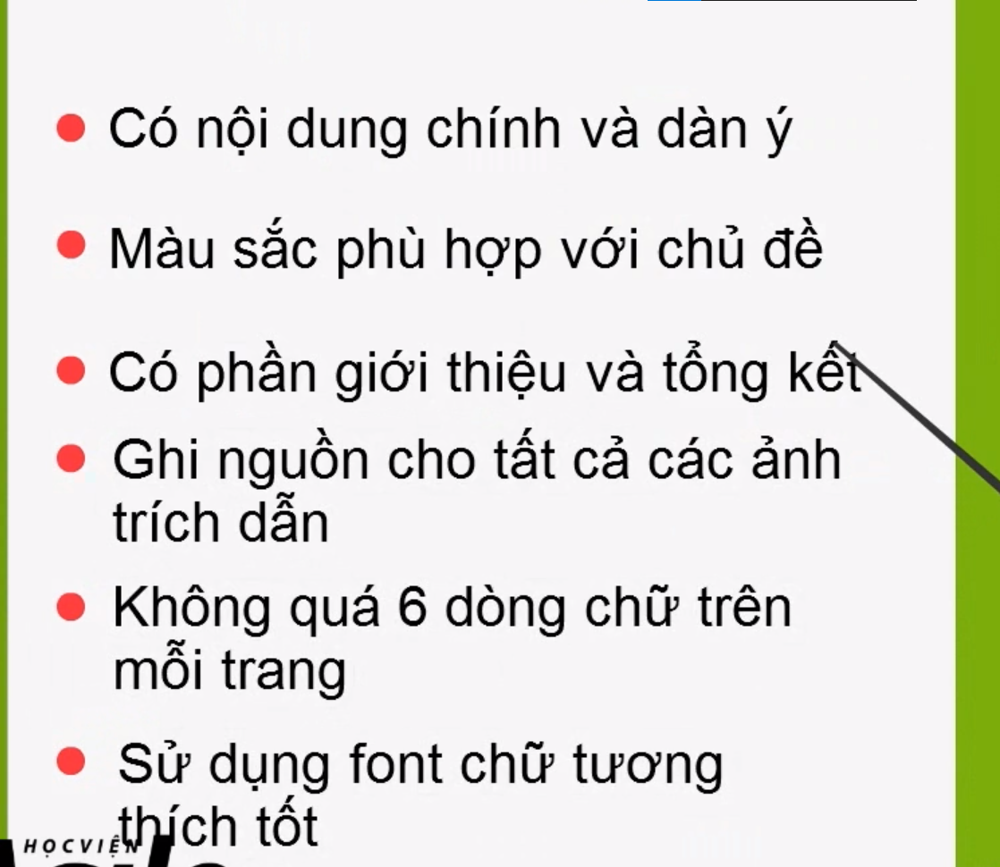 Có nội dung chính và dàn ý
Màu sắc phù hợp với chủ đề
Có phần giới thiệu và tổng kết
Ghi nguồn cho tất cả các ảnh
trích dẫn
Không quá 6 dòng chữ trên
mỗi trang
Sử dụng font chữ tương
thích tốt
HỌC VIỆN